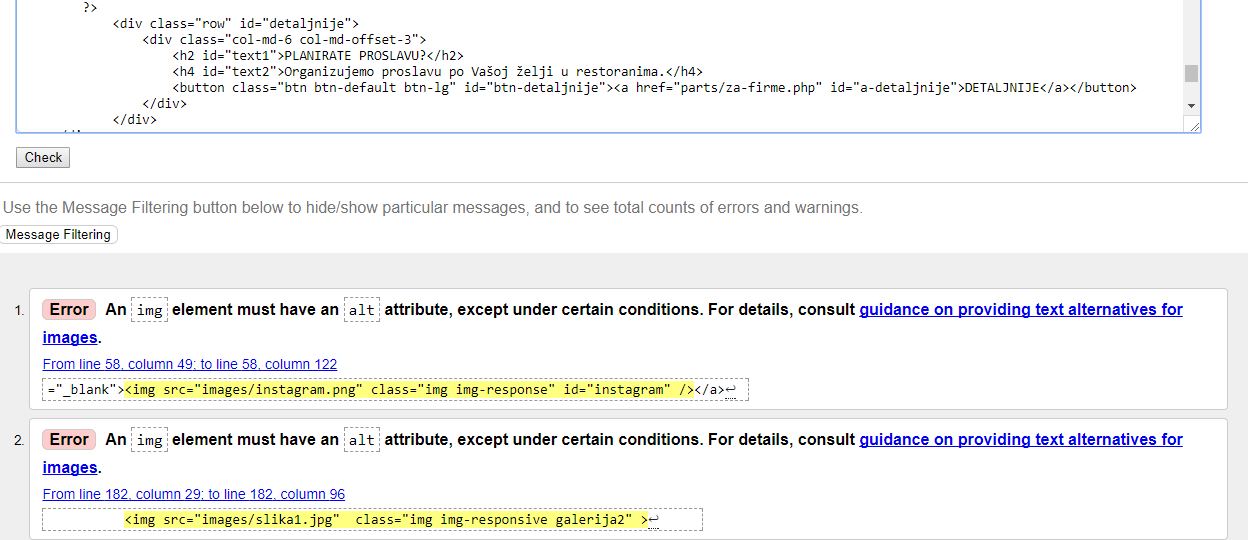 ?>
<div class="row" id="detaljnije">
<div class="col-md-6 col-md-offset-3">
<h2 id="text1">PLANIRATE PROSLAVU?</h2>
<h4 id="text2">Organizujemo proslavu po Vašoj želji u restoranima.</h4>
<button class="btn btn-default btn-lg" id="btn-detaljnije"><a href="parts/za-firme.php" id="a-detaljnije">DETALJNIJE</a></button>
</div>
</div>
Check
Use the Message Filtering button below to hide/show particular messages, and to see total counts of errors and warnings.
Message Filtering
1. Error An img element must have an alt attribute, except under certain conditions. For details, consult guidance on providing text alternatives for
images.
From line 58, column 49; to line 58, column 122
="_blank"><img src="images/instagram.png" class="img img-response" id="instagram" /></a>↩
2. Error An img element must have an alt attribute, except under certain conditions. For details, consult guidance on providing text alternatives for
images.
From line 182, column 29; to line 182, column 96
<img src="images/slika1.jpg"  class="img img-responsive galerija2" >↩